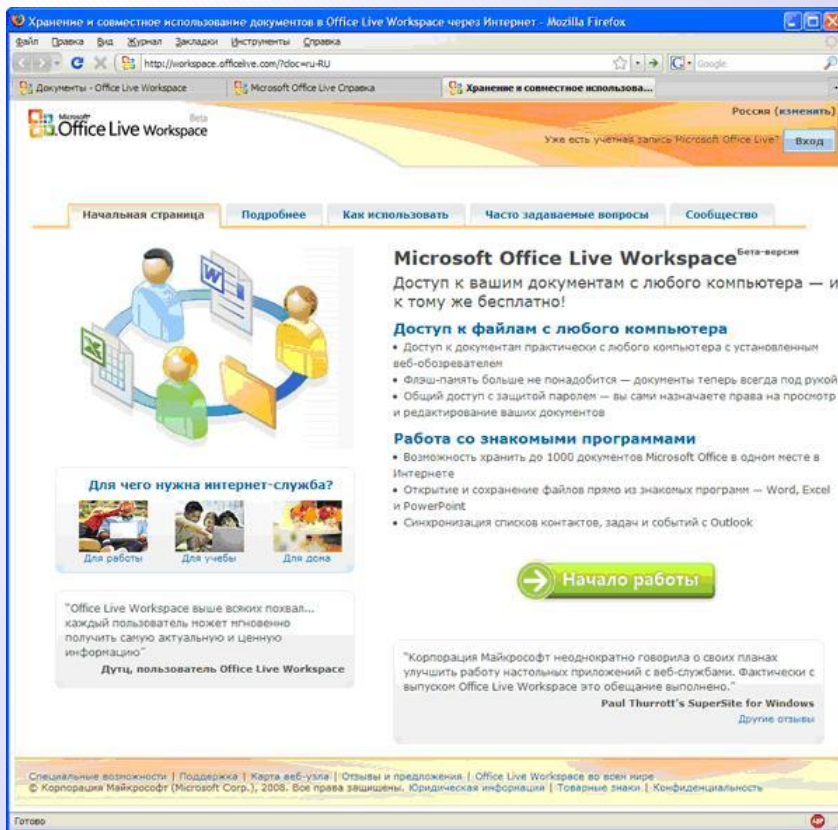 Хранение и совместное использование документов в Office Live Workspace через Интернет - Mozilla Firefox
Файл Правка Вид Журнал Закладки Инструменты Справка
http://workspace.officelive.com/?cloc=ru-RU
Google
Документы - Office Live Workspace
Microsoft Office Live Справка
Хранение и совместное использова...
Россия (изменить)
Microsoft
Beta
Office Live Workspace
Уже есть учетная запись Microsoft Office Live? Вход
Начальная страница Подробнее Как использовать Часто задаваемые вопросы Сообщество
Microsoft Office Live Workspace Бета-версия
Доступ к вашим документам с любого компьютера — и
к тому же бесплатно!
Доступ к файлам с любого компьютера
• Доступ к документам практически с любого компьютера с установленным
веб-обозревателем
• Флэш-память больше не понадобится — документы теперь всегда под рукой
• Общий доступ с защитой паролем — вы сами назначаете права на просмотр
и редактирование ваших документов
Работа со знакомыми программами
• Возможность хранить до 1000 документов Microsoft Office в одном месте в
Интернете
• Открытие и сохранение файлов прямо из знакомых программ — Word, Excel
и PowerPoint
• Синхронизация списков контактов, задач и событий с Outlook
Начало работы
Для чего нужна интернет-служба?
Для работы Для учебы Для дома
"Office Live Workspace выше всяких похвал...
каждый пользователь может мгновенно
получить самую актуальную и ценную
информацию"
Дутц, пользователь Office Live Workspace
"Корпорация Майкрософт неоднократно говорила о своих планах
улучшить работу настольных приложений с веб-службами. Фактически с
выпуском Office Live Workspace это обещание выполнено."
Paul Thurrott's SuperSite for Windows
Другие отзывы
Специальные возможности | Поддержка | Карта веб-узла | Отзывы и предложения | Office Live Workspace во всем мире
© Корпорация Майкрософт (Microsoft Corp.), 2008. Все права защищены. Юридическая информация | Товарные знаки | Конфиденциальность
Готово
ABP